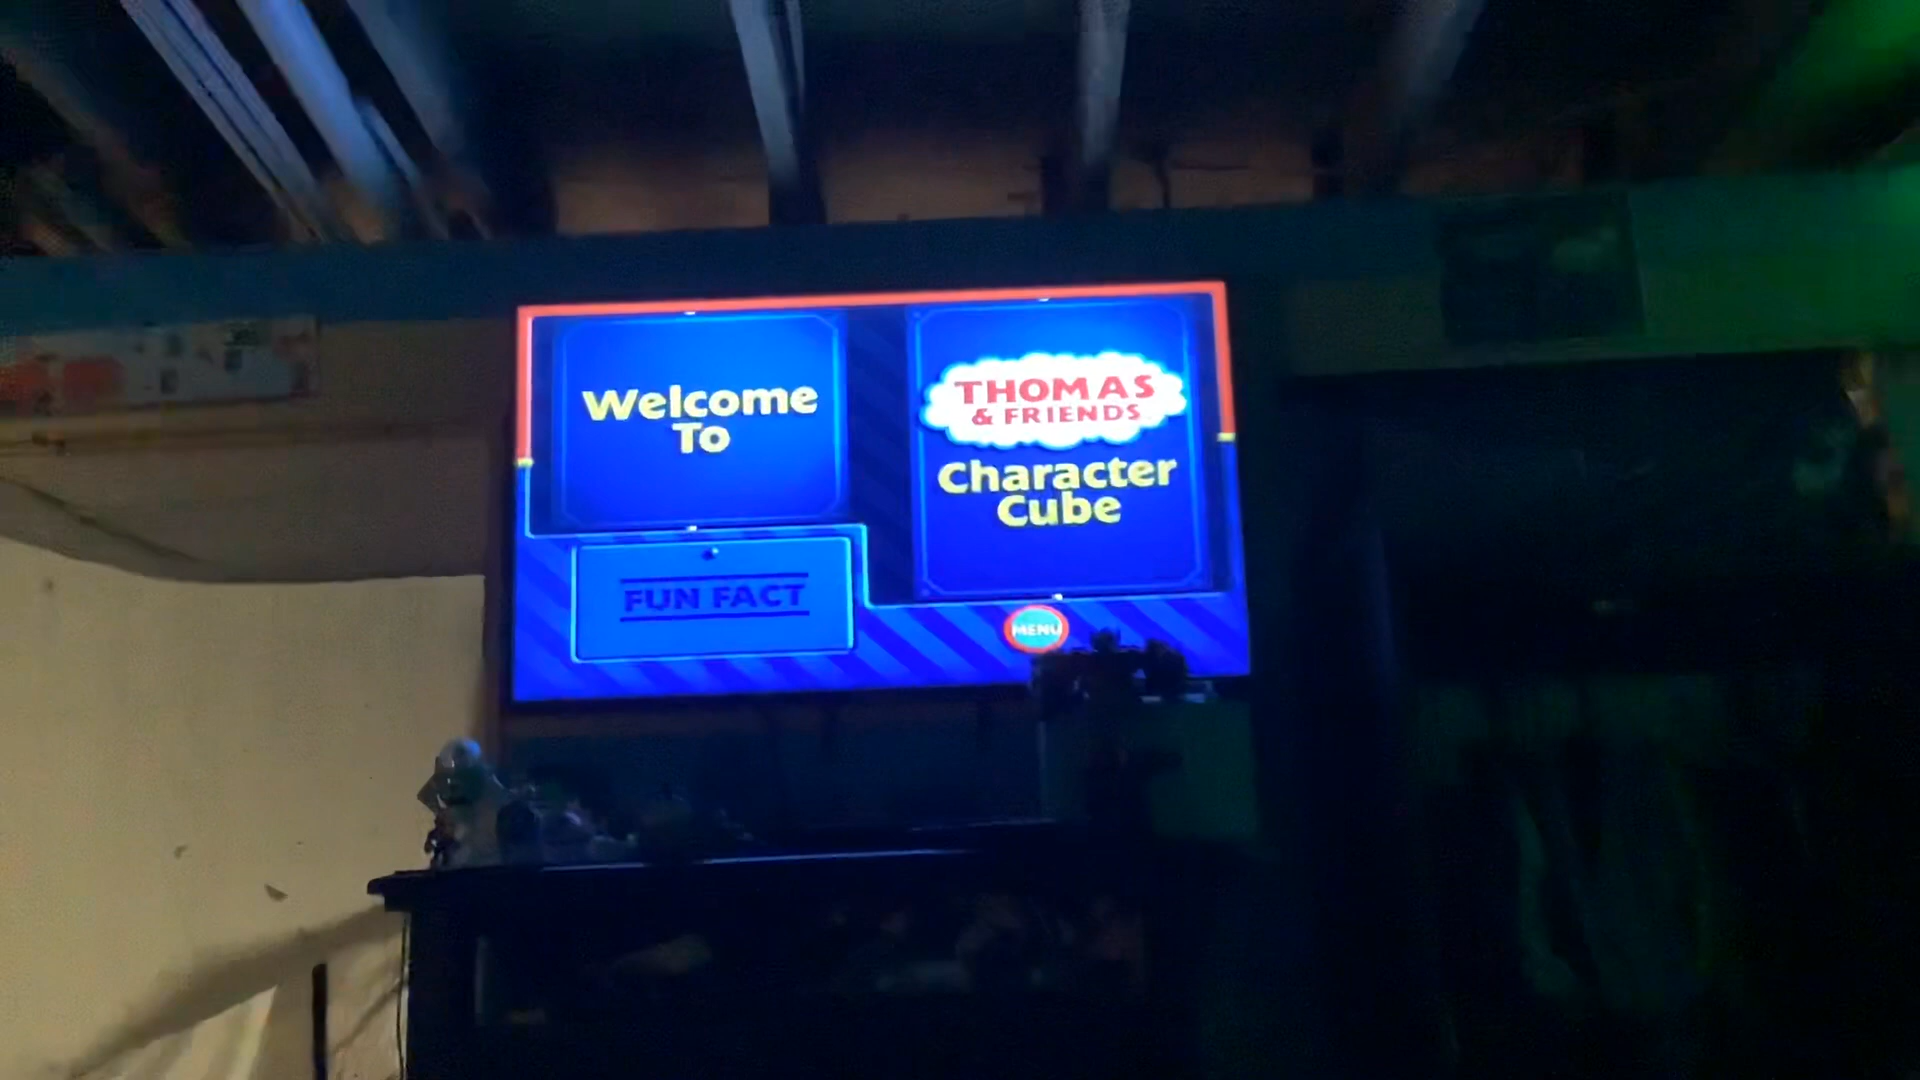 Welcome
To
THOMAS
& FRIENDS
Character
Cube
FUN FACT
MENU